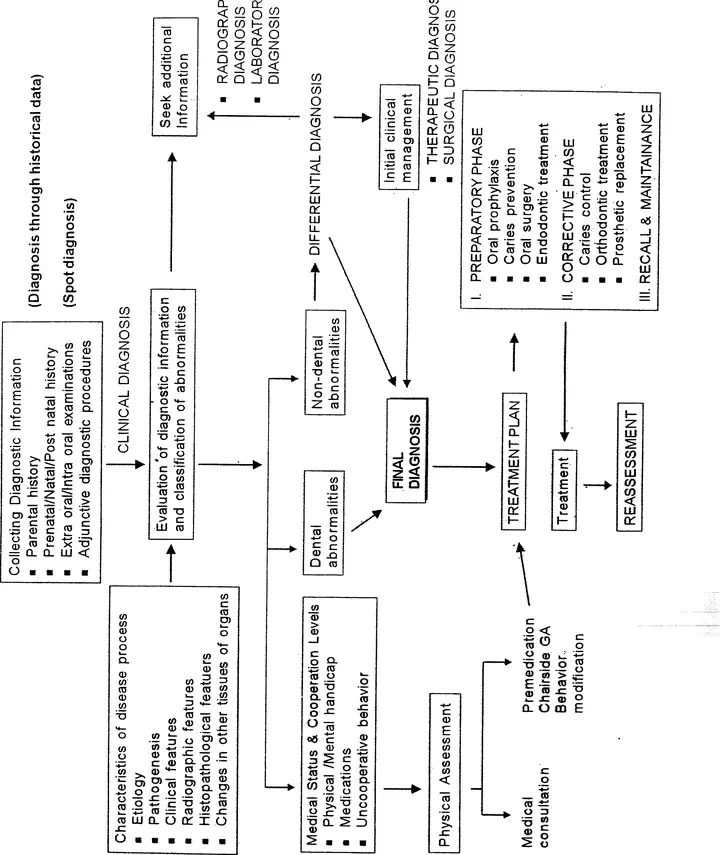 Collecting Diagnostic Information
▪ Parental history
▪ Prenatal/Natal/Post natal history
▪ Extra oral/Intra oral examinations
▪ Adjunctive diagnostic procedures
(Diagnosis through historical data)
(Spot diagnosis)
CLINICAL DIAGNOSIS
Characteristics of disease process
▪ Etiology
▪ Pathogenesis
▪ Clinical features
▪ Radiographic features
▪ Histopathological featuers
▪ Changes in other tissues of organs
Evaluation of diagnostic information
and classification of abnormalities
Seek additional
Information
▪ RADIOGRAP
DIAGNOSIS
▪ LABORATOR
DIAGNOSIS
Medical Status & Cooperation Levels
▪ Physical /Mental handicap
▪ Medications
▪ Uncooperative behavior
Dental
abnormalities
Non-dental
abnormalities
DIFFERENTIAL DIAGNOSIS
Initial clinical
management
▪ THERAPEUTIC DIAGNOS
▪ SURGICAL DIAGNOSIS
FINAL
DIAGNOSIS
Physical Assessment
Medical
consultation
Premedication
Chairside GA
Behavior
modification
TREATMENT PLAN
I. PREPARATORY PHASE
▪ Oral prophylaxis
▪ Caries prevention
▪ Oral surgery
▪ Endodontic treatment
II. CORRECTIVE PHASE
▪ Caries control
▪ Orthodontic treatment
▪ Prosthetic replacement
III. RECALL & MAINTAINANCE
Treatment
REASSESSMENT